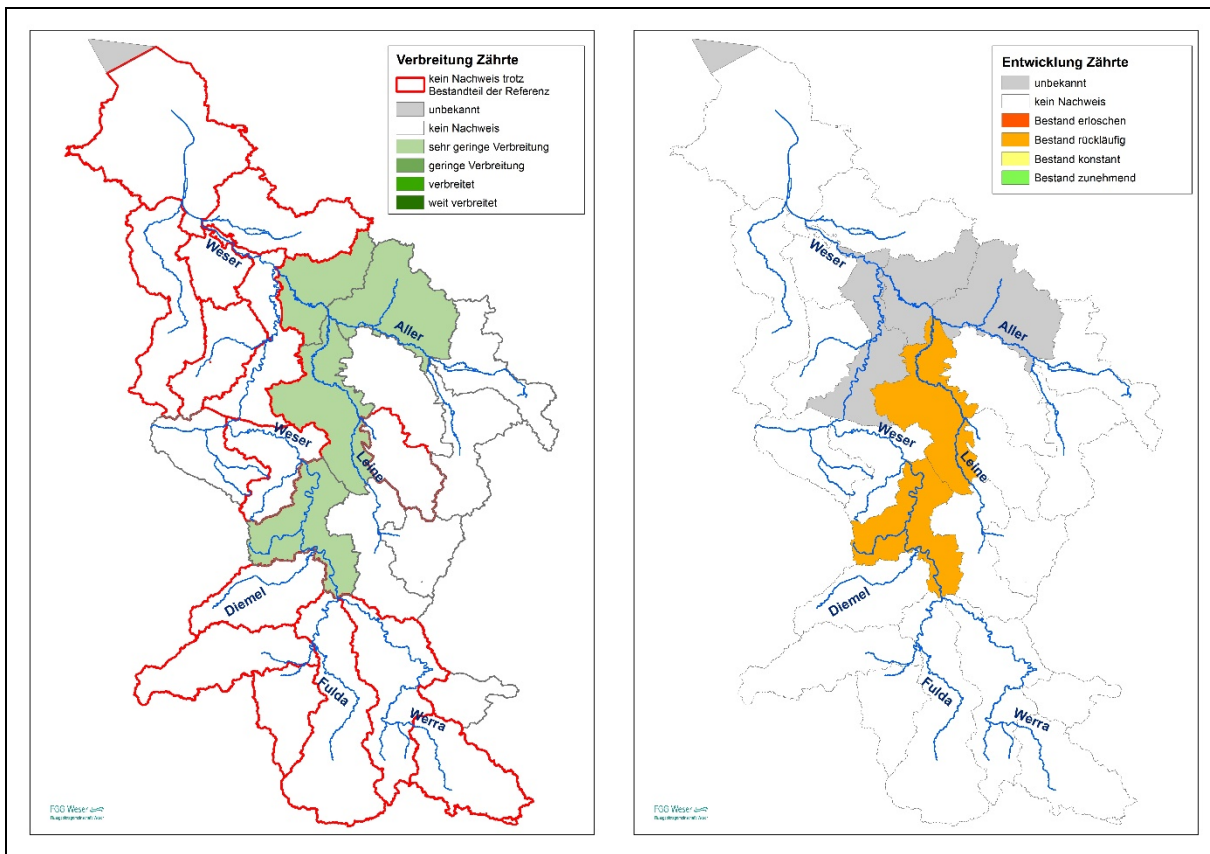 Verbreitung Zährte
kein Nachweis trotz
Bestandteil der Referenz
unbekannt
kein Nachweis
sehr geringe Verbreitung
geringe Verbreitung
verbreitet
weit verbreitet
Weser
Aller
Weser
Leine
Diemel
Fulda
Werra
FGG Weser
Entwicklung Zährte
unbekannt
kein Nachweis
Bestand erloschen
Bestand rückläufig
Bestand konstant
Bestand zunehmend
Weser
Aller
Weser
Leine
Diemel
Fulda
Werra
FGG Weser